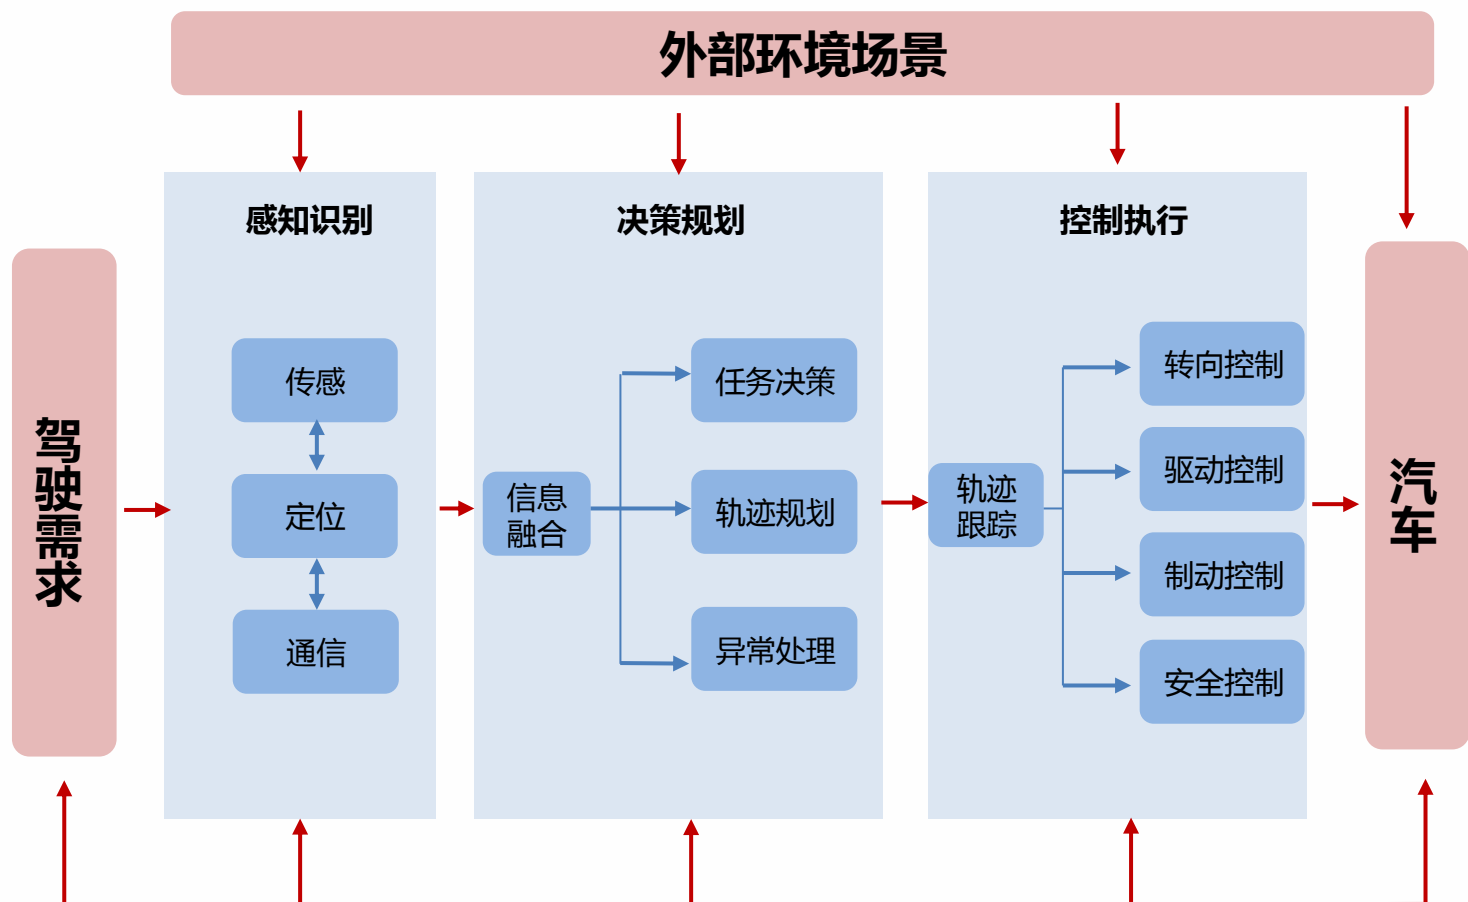 外部环境场景
驾驶需求
感知识别
传感
定位
通信
决策规划
信息
融合
任务决策
轨迹规划
异常处理
控制执行
轨迹
跟踪
转向控制
驱动控制
制动控制
安全控制
汽车